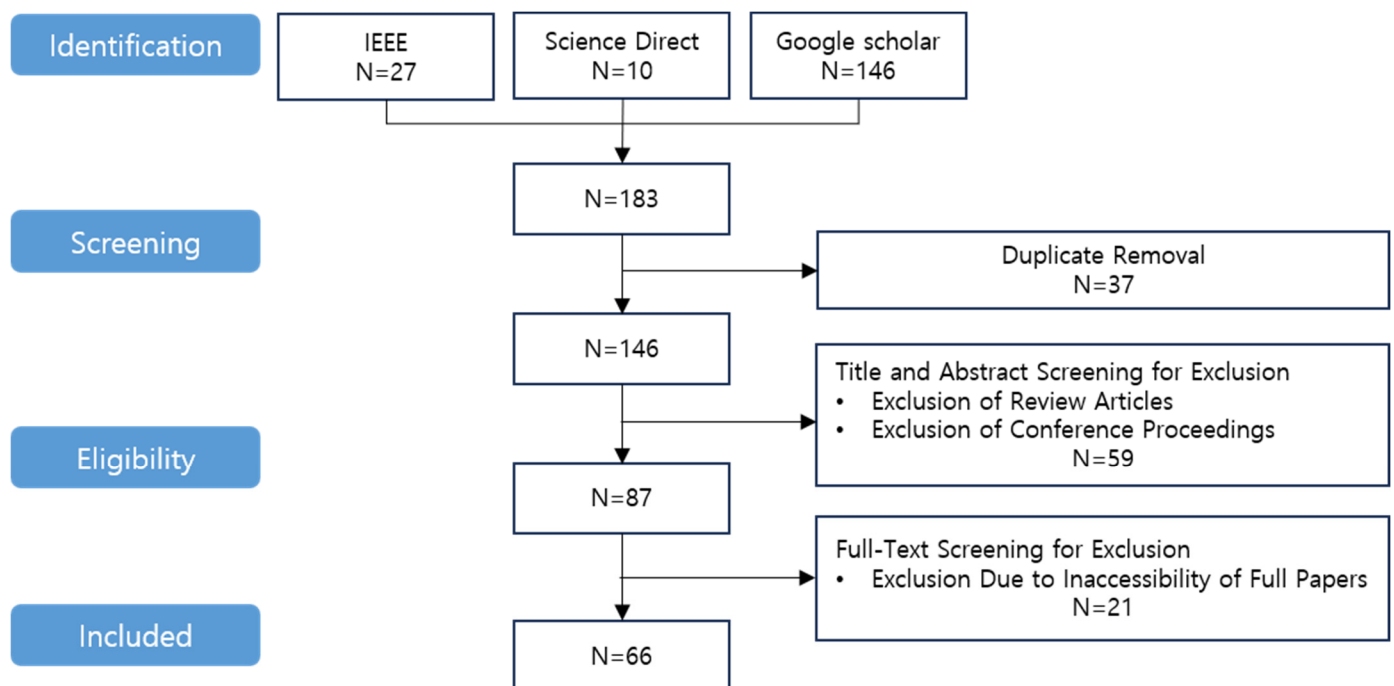 Identification
IEEE
N=27
Science Direct
N=10
Google scholar
N=146
N=183
Screening
Duplicate Removal
N=37
N=146
Title and Abstract Screening for Exclusion
• Exclusion of Review Articles
• Exclusion of Conference Proceedings
N=59
Eligibility
N=87
Full-Text Screening for Exclusion
• Exclusion Due to Inaccessibility of Full Papers
N=21
Included
N=66